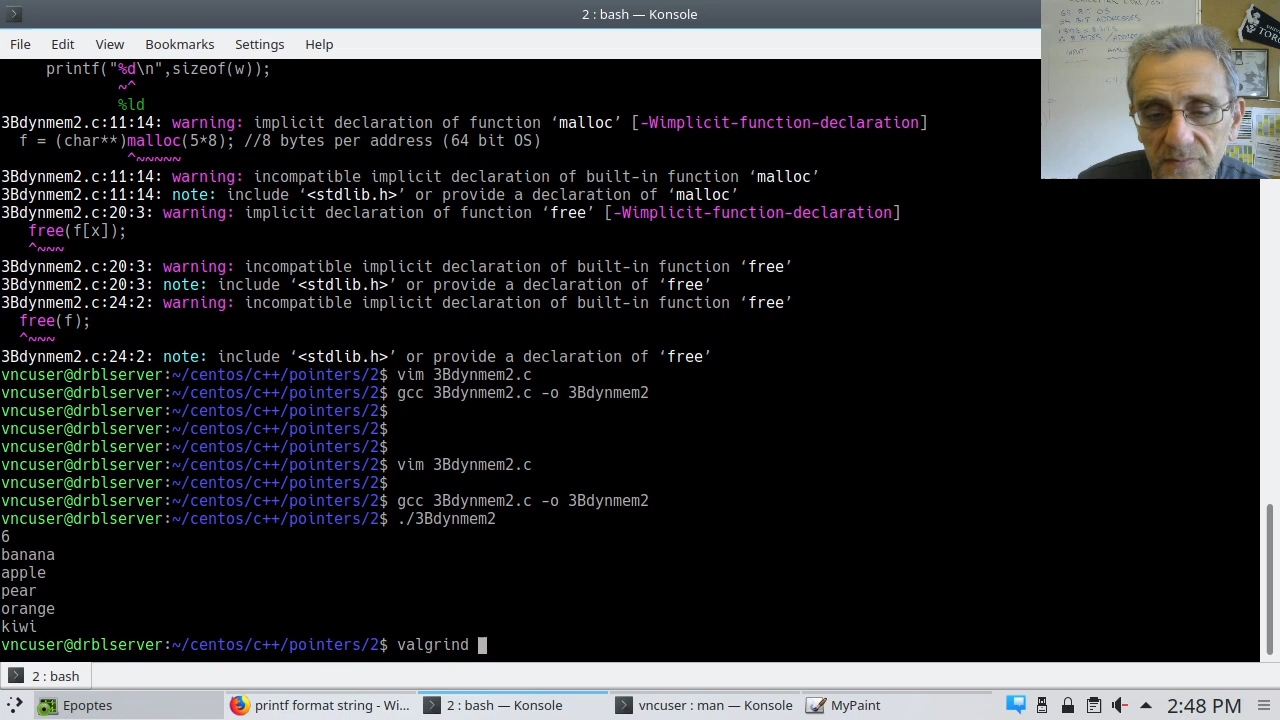 2 : bash — Konsole
File Edit View Bookmarks Settings Help
printf("%d\n",sizeof(w));
~^
%ld
3Bdynmem2.c:11:14: warning: implicit declaration of function ‘malloc’ [-Wimplicit-function-declaration]
f = (char**)malloc(5*8); //8 bytes per address (64 bit OS)
^~~~~~
3Bdynmem2.c:11:14: warning: incompatible implicit declaration of built-in function ‘malloc’
3Bdynmem2.c:11:14: note: include ‘<stdlib.h>’ or provide a declaration of ‘malloc’
3Bdynmem2.c:20:3: warning: implicit declaration of function ‘free’ [-Wimplicit-function-declaration]
free(f[x]);
^~~~
3Bdynmem2.c:20:3: warning: incompatible implicit declaration of built-in function ‘free’
3Bdynmem2.c:20:3: note: include ‘<stdlib.h>’ or provide a declaration of ‘free’
3Bdynmem2.c:24:2: warning: incompatible implicit declaration of built-in function ‘free’
free(f);
^~~~
3Bdynmem2.c:24:2: note: include ‘<stdlib.h>’ or provide a declaration of ‘free’
vncuser@drblserver:~/centos/c++/pointers/2$ vim 3Bdynmem2.c
vncuser@drblserver:~/centos/c++/pointers/2$ gcc 3Bdynmem2.c -o 3Bdynmem2
vncuser@drblserver:~/centos/c++/pointers/2$
vncuser@drblserver:~/centos/c++/pointers/2$
vncuser@drblserver:~/centos/c++/pointers/2$
vncuser@drblserver:~/centos/c++/pointers/2$ vim 3Bdynmem2.c
vncuser@drblserver:~/centos/c++/pointers/2$
vncuser@drblserver:~/centos/c++/pointers/2$ gcc 3Bdynmem2.c -o 3Bdynmem2
vncuser@drblserver:~/centos/c++/pointers/2$ ./3Bdynmem2
6
banana
apple
pear
orange
kiwi
vncuser@drblserver:~/centos/c++/pointers/2$ valgrind
2 : bash
Epoptes printf format string - Wi... 2 : bash — Konsole vncuser : man — Konsole MyPaint 2:48 PM
64 BIT OS
64 BIT ADDRESSES